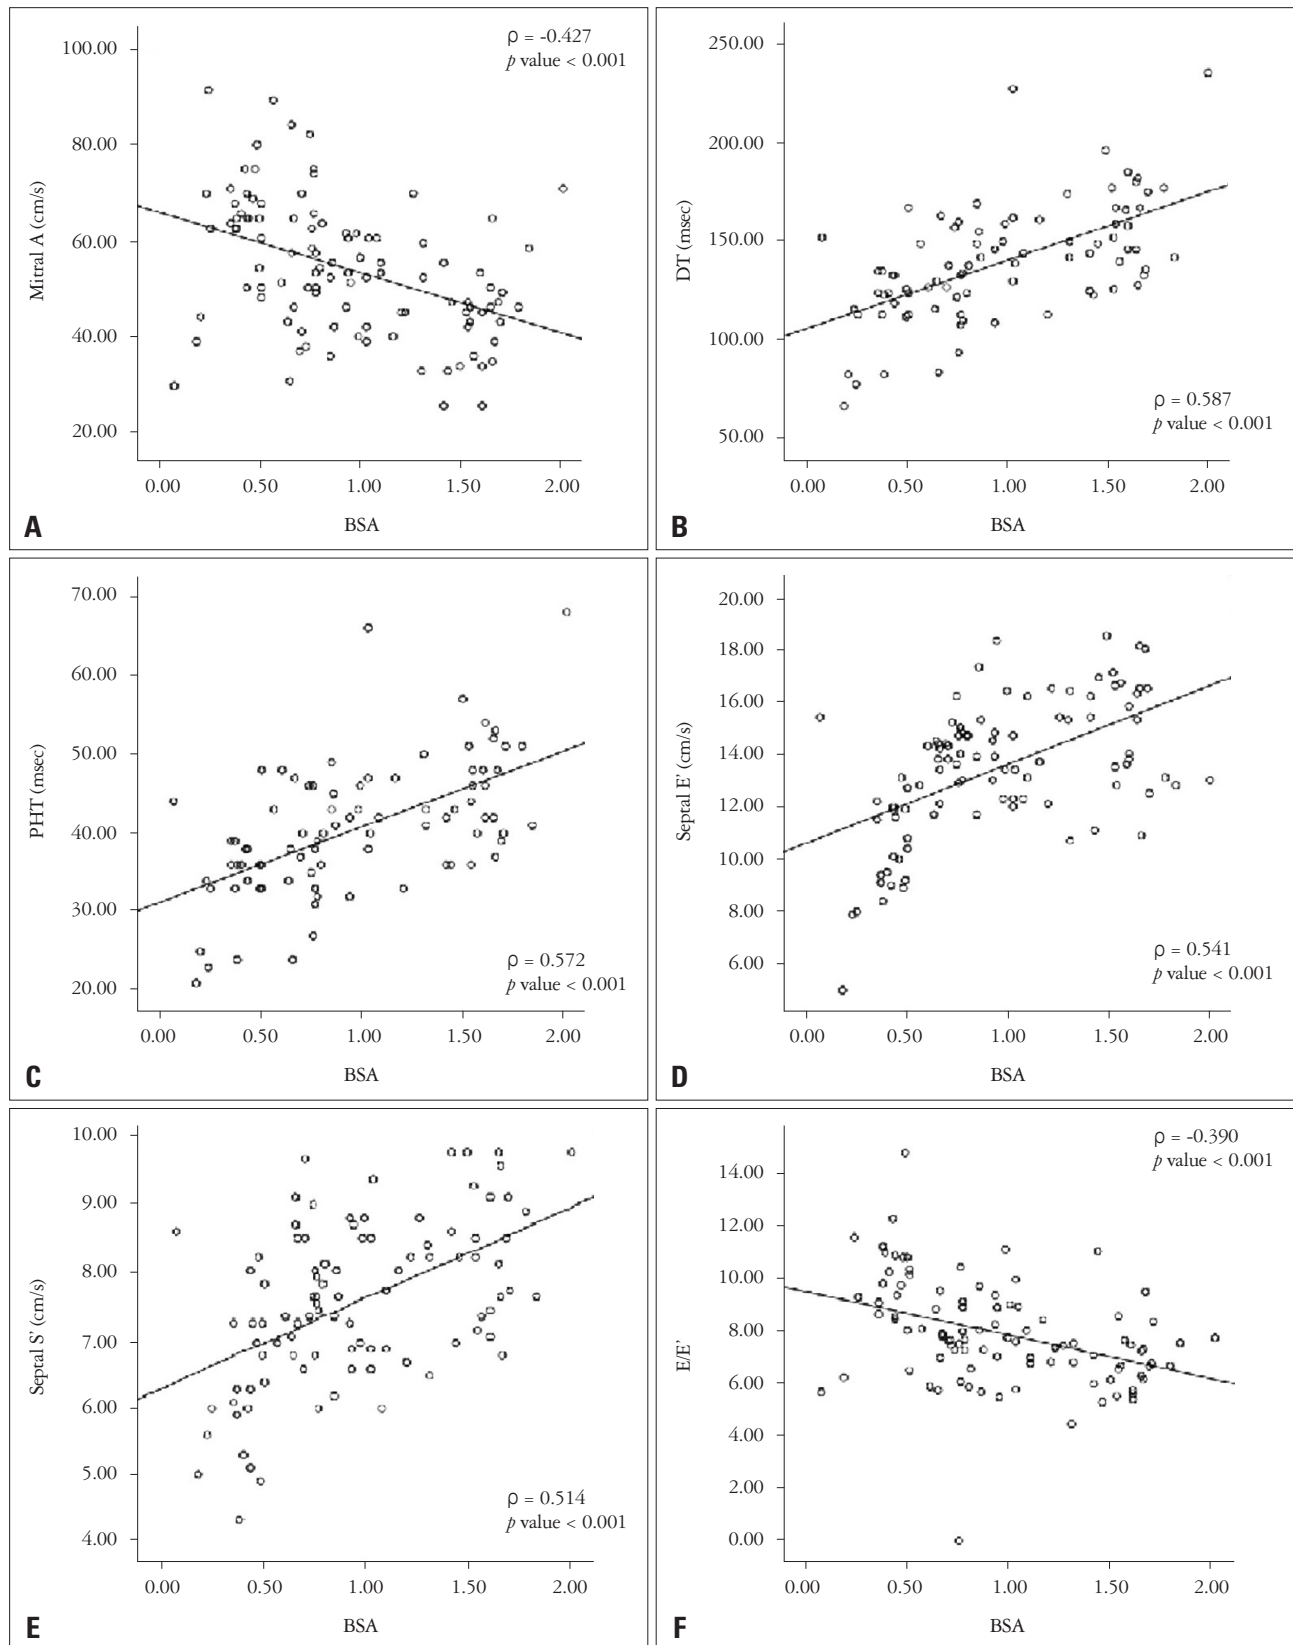 100.00
80.00
60.00
40.00
20.00
Mitral A (cm/s)
ρ = -0.427
p value < 0.001
0.00 0.50 1.00 1.50 2.00
BSA
A
250.00
200.00
150.00
100.00
50.00
DT (msec)
ρ = 0.587
p value < 0.001
0.00 0.50 1.00 1.50 2.00
BSA
B
70.00
60.00
50.00
40.00
30.00
20.00
PHT (msec)
ρ = 0.572
p value < 0.001
0.00 0.50 1.00 1.50 2.00
BSA
C
20.00
18.00
16.00
14.00
12.00
10.00
8.00
6.00
Septal E' (cm/s)
ρ = 0.541
p value < 0.001
0.00 0.50 1.00 1.50 2.00
BSA
D
10.00
9.00
8.00
7.00
6.00
5.00
4.00
Septal S' (cm/s)
ρ = 0.514
p value < 0.001
0.00 0.50 1.00 1.50 2.00
BSA
E
14.00
12.00
10.00
8.00
6.00
4.00
2.00
0.00
E/E'
ρ = -0.390
p value < 0.001
0.00 0.50 1.00 1.50 2.00
BSA
F